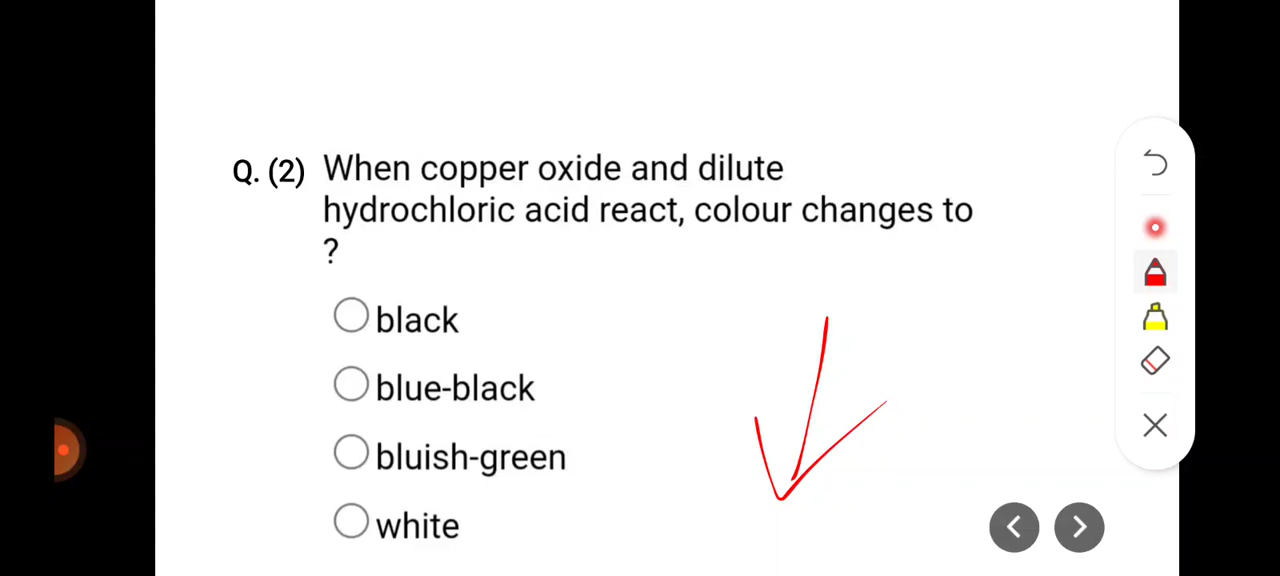 Q. (2) When copper oxide and dilute
hydrochloric acid react, colour changes to
?
black
blue-black
bluish-green
white